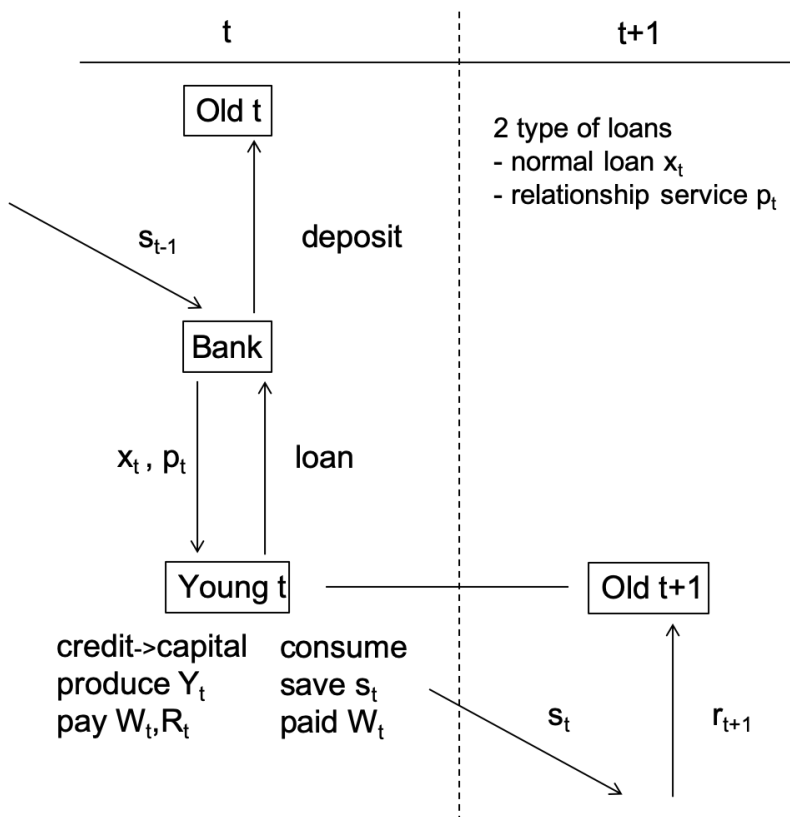 t
t+1
Old t
2 type of loans
- normal loan xₜ
- relationship service pₜ
sₜ₋₁
deposit
Bank
xₜ , pₜ
loan
Young t
Old t+1
credit->capital
produce Yₜ
pay Wₜ,Rₜ
consume
save sₜ
paid Wₜ
sₜ
rₜ₊₁